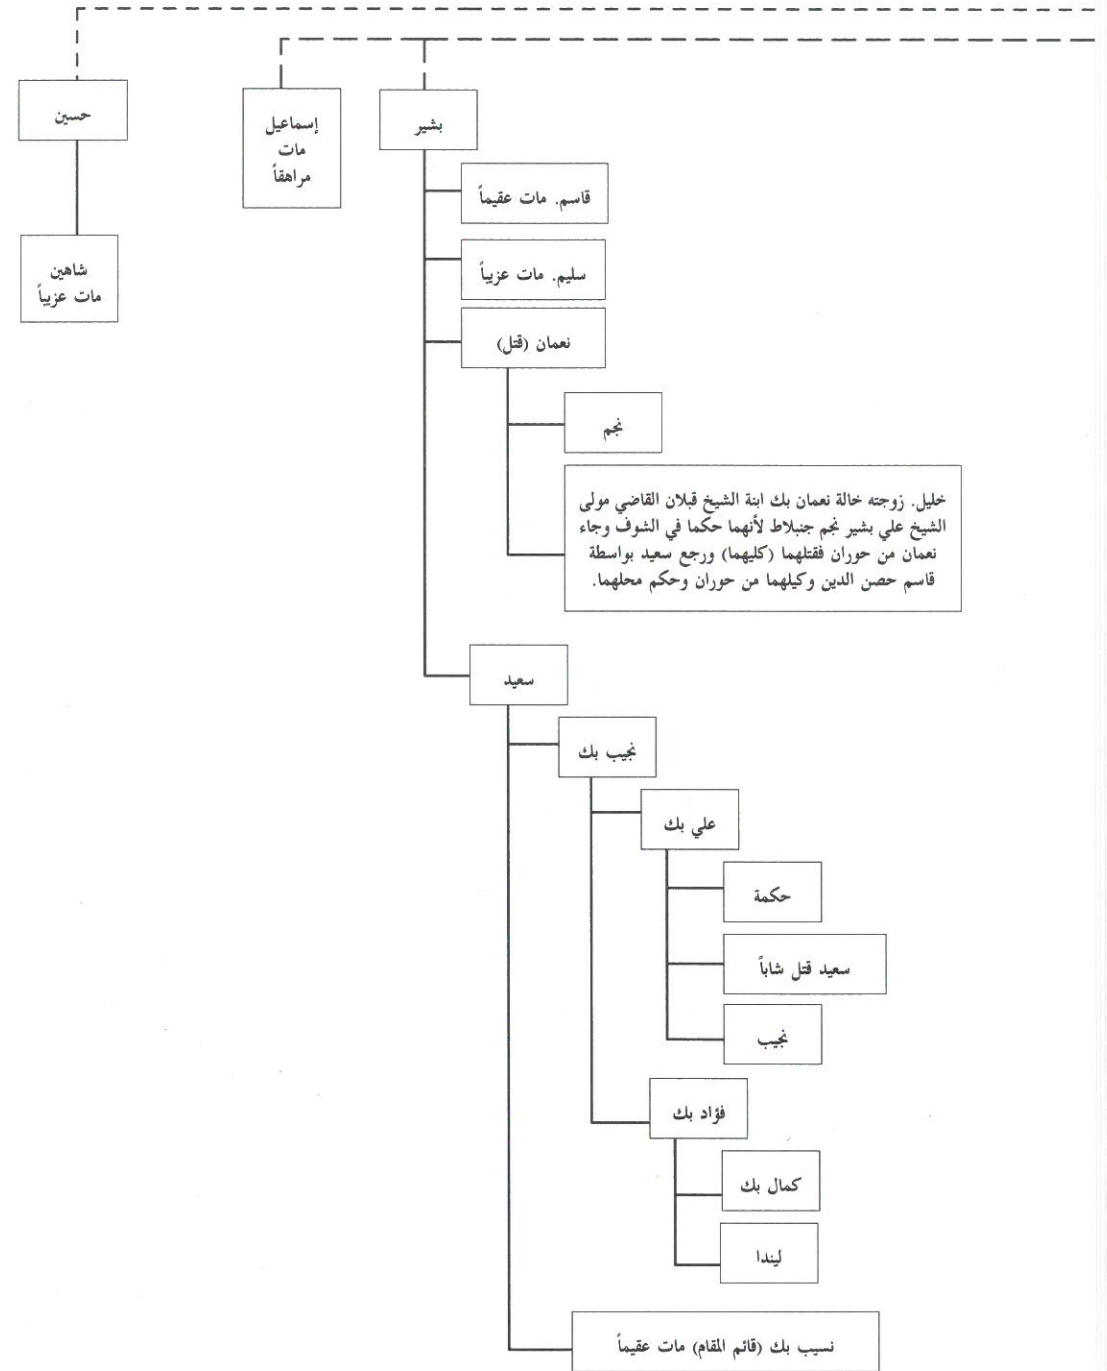 حسين
شاهين
مات عزيباً
إسماعيل
مات
مراهقاً
بشير
قاسم. مات عقيماً
سليم. مات عزيباً
نعمان (قتل)
نجم
خليل. زوجته خالة نعمان بك ابنة الشيخ قبلان القاضي مولى
الشيخ علي بشير نجم جنبلاط لأنهما حكما في الشوف وجاء
نعمان من حوران فقتلهما (كليهما) ورجع سعيد بواسطة
قاسم حصن الدين وكيلهما من حوران وحكم محلهما.
سعيد
نجيب بك
علي بك
حكمة
سعيد قتل شاباً
نجيب
فؤاد بك
كمال بك
ليندا
نسيب بك (قائم المقام) مات عقيماً